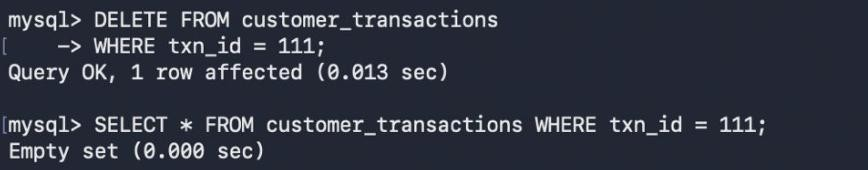 mysql> DELETE FROM customer_transactions
[    -> WHERE txn_id = 111;
Query OK, 1 row affected (0.013 sec)
[mysql> SELECT * FROM customer_transactions WHERE txn_id = 111;
Empty set (0.000 sec)